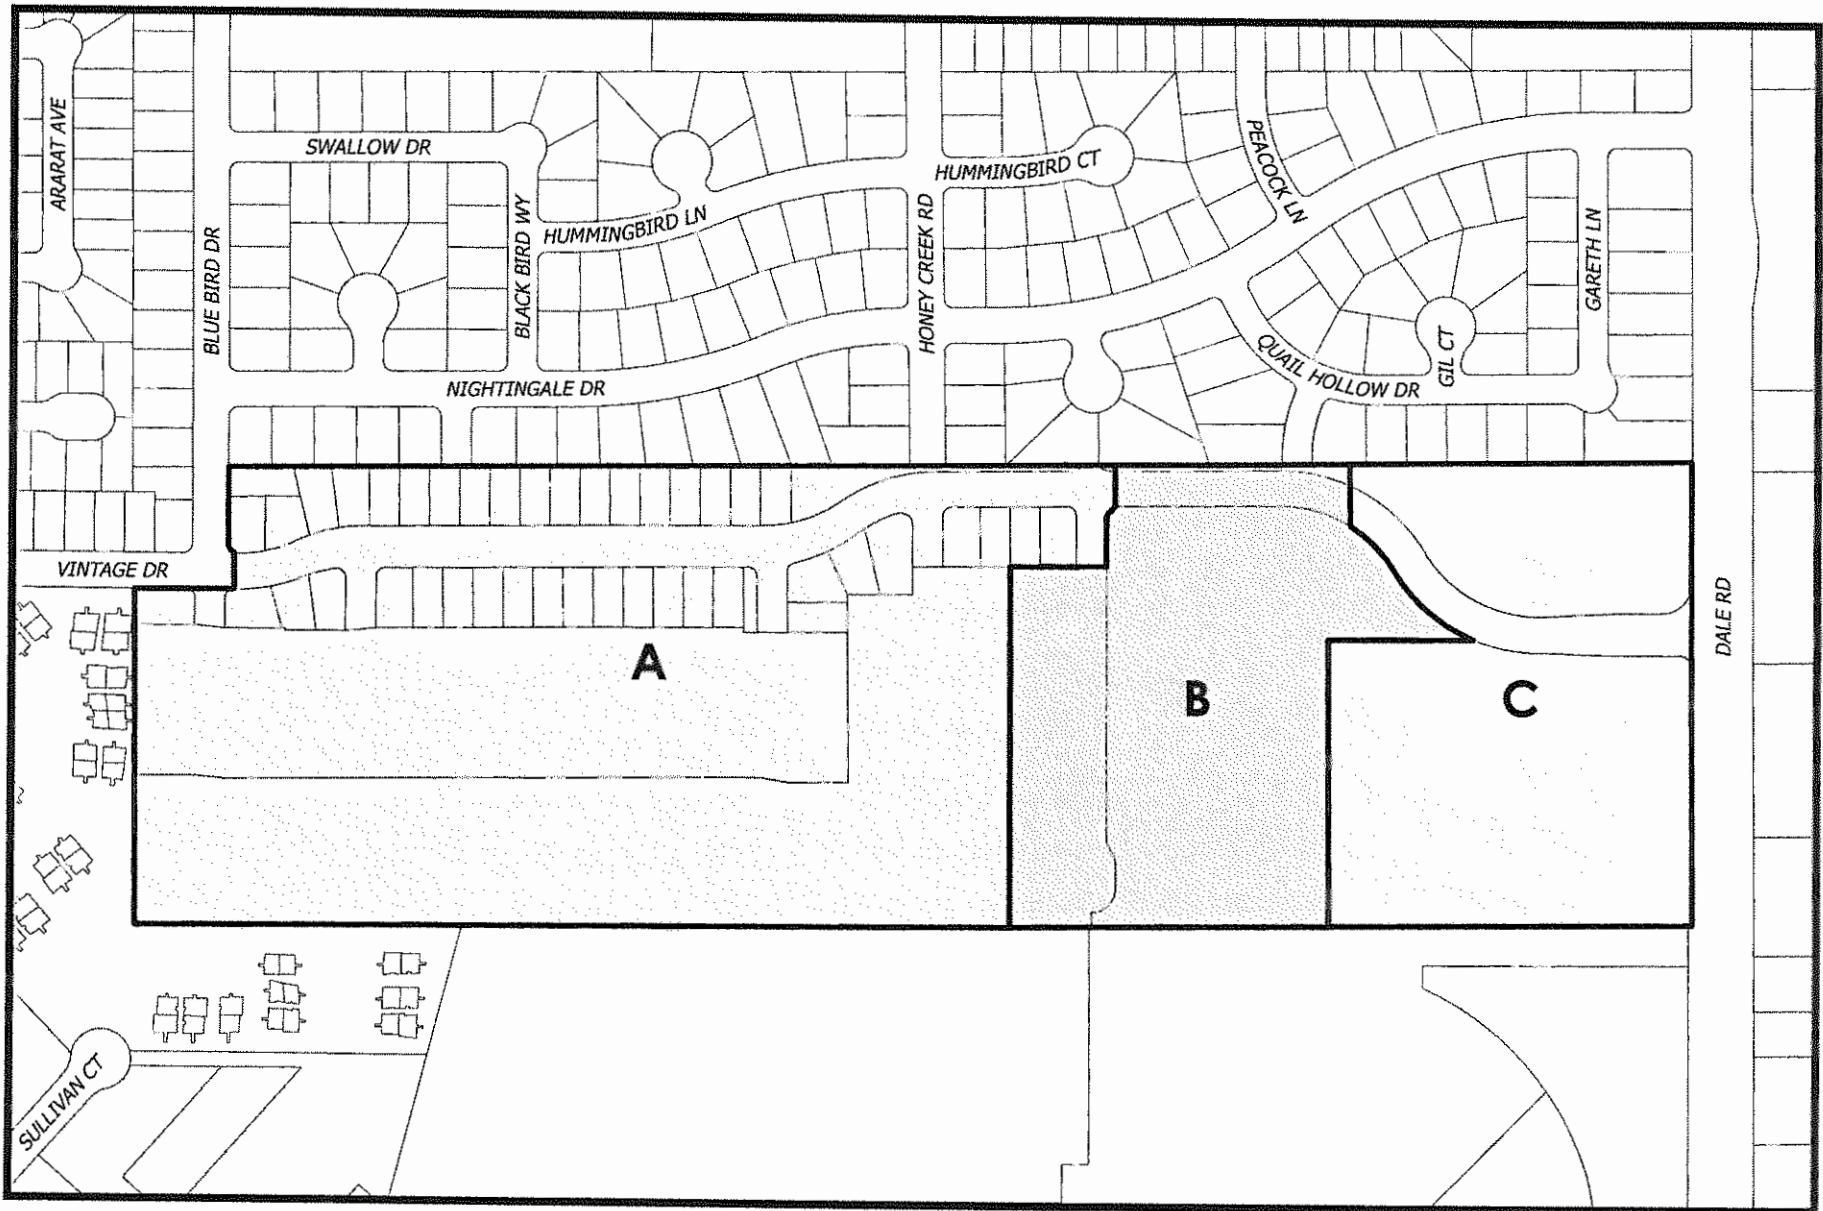 ARARAT AVE
SWALLOW DR
BLUE BIRD DR
BLACK BIRD WY
HUMMINGBIRD LN
HUMMINGBIRD CT
HONEY CREEK RD
PEACOCK LN
GARETH LN
NIGHTINGALE DR
QUAIL HOLLOW DR
GIL CT
VINTAGE DR
DALE RD
A
B
C
SULLIVAN CT